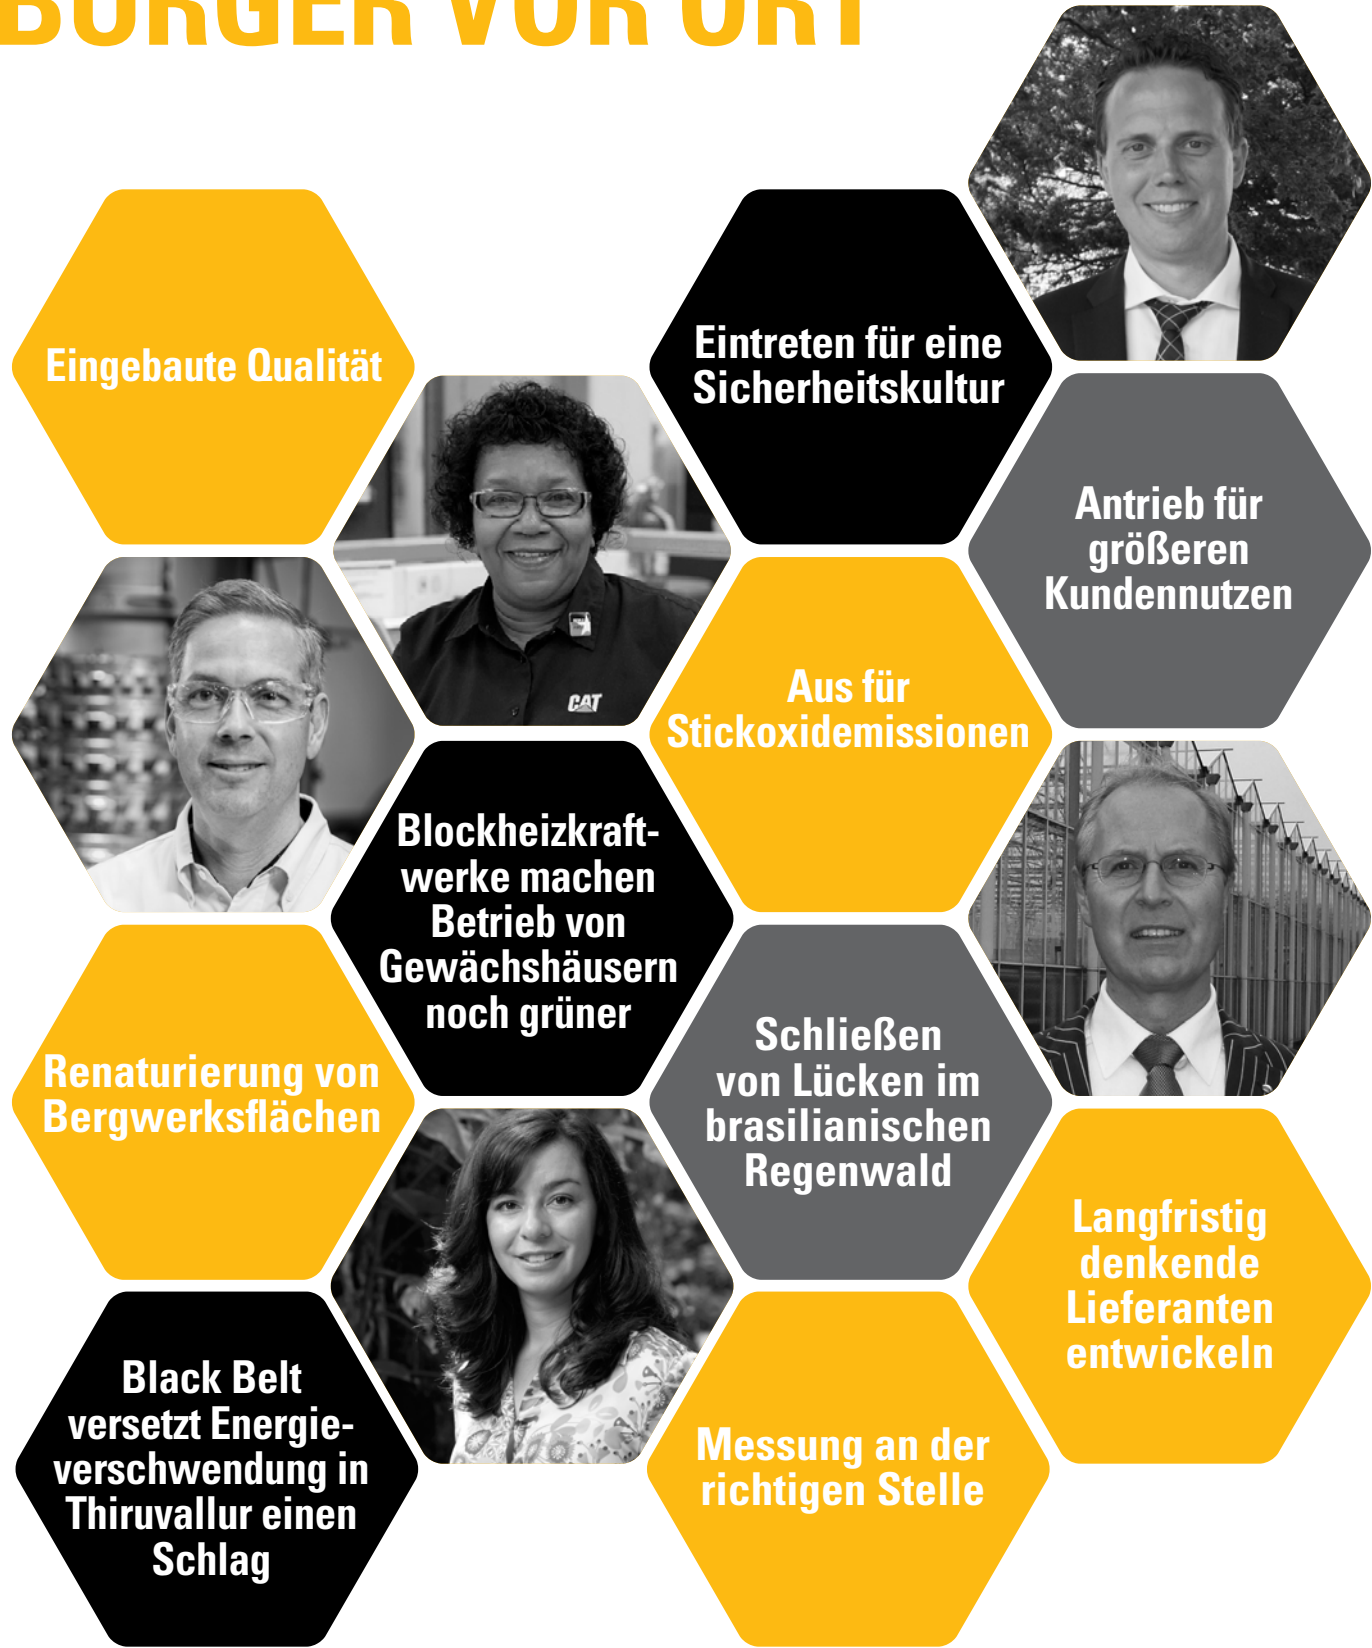 BÜRGER VOR ORT
Eingebaute Qualität
Eintreten für eine
Sicherheitskultur
Antrieb für
größeren
Kundennutzen
CAT
Aus für
Stickoxidemissionen
Blockheizkraft-
werke machen
Betrieb von
Gewächshäusern
noch grüner
Renaturierung von
Bergwerksflächen
Schließen
von Lücken im
brasilianischen
Regenwald
Langfristig
denkende
Lieferanten
entwickeln
Black Belt
versetzt Energie-
verschwendung in
Thiruvallur einen
Schlag
Messung an der
richtigen Stelle